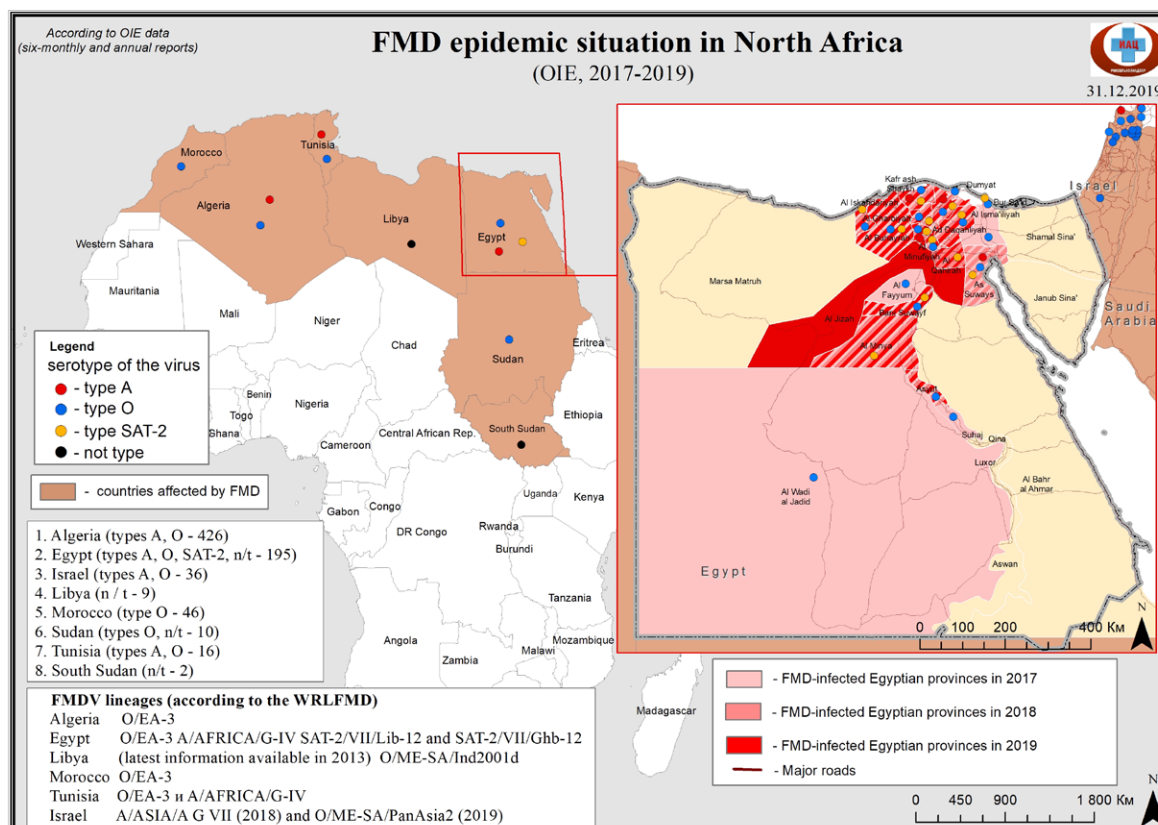 According to OIE data
(six-monthly and annual reports)
FMD epidemic situation in North Africa
(OIE, 2017-2019)
ИАЦ
31.12.2019
Morocco
Tunisia
Algeria
Libya
Egypt
Western Sahara
Mauritania
Mali
Niger
Chad
Sudan
Eritrea
Benin
Togo
Ghana
Nigeria
Cameroon
Central African Rep.
South Sudan
Ethiopia
Uganda
Kenya
Gabon
Congo
DR Congo
Rwanda
Burundi
Tanzania
Angola
Zambia
Malawi
Mozambique
Madagascar
Legend
serotype of the virus
- type A
- type O
- type SAT-2
- not type
- countries affected by FMD
1. Algeria (types A, O - 426)
2. Egypt (types A, O, SAT-2, n/t - 195)
3. Israel (types A, O - 36)
4. Libya (n / t - 9)
5. Morocco (type O - 46)
6. Sudan (types O, n/t - 10)
7. Tunisia (types A, O - 16)
8. South Sudan (n/t - 2)
FMDV lineages (according to the WRLFMD)
Algeria O/EA-3
Egypt O/EA-3 A/AFRICA/G-IV SAT-2/VII/Lib-12 and SAT-2/VII/Ghb-12
Libya (latest information available in 2013) O/ME-SA/Ind2001d
Morocco O/EA-3
Tunisia O/EA-3 и A/AFRICA/G-IV
Israel A/ASIA/A G VII (2018) and O/ME-SA/PanAsia2 (2019)
Kafr ash
Dumyat
Bur Sa'id
Al Iskandariyah
Al Isma'iliyah
Ad Daqahliyah
Al
Minufiyah
Al
Qahirah
Israel
Shamal Sina'
Janub Sina'
As
Suways
Saudi
Arabia
Marsa Matruh
Al
Fayyum
Al Jizah
Bani Suwayf
Al Minya
Asyut
Suhaj
Qina
Luxor
Al Bahr
al Ahmar
Al Wadi
al Jadid
Aswan
Egypt
N
0 100 200 400 Км
- FMD-infected Egyptian provinces in 2017
- FMD-infected Egyptian provinces in 2018
- FMD-infected Egyptian provinces in 2019
- Major roads
N
0 450 900 1 800 Км